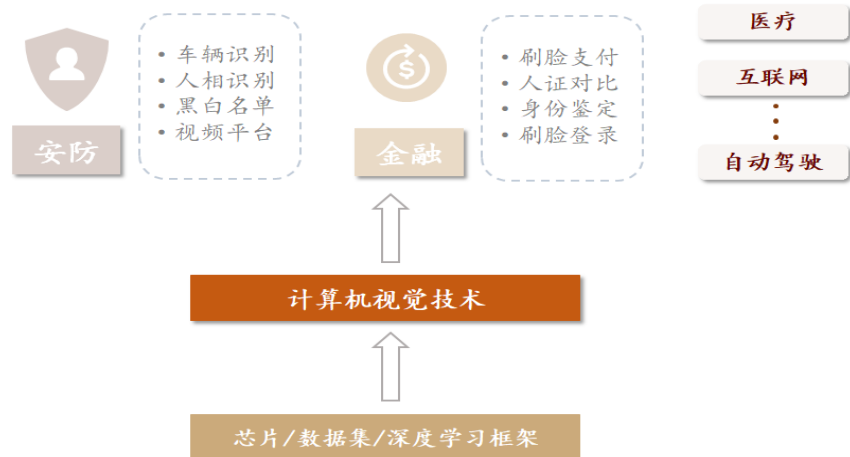 安防
• 车辆识别
• 人相识别
• 黑白名单
• 视频平台
金融
• 刷脸支付
• 人证对比
• 身份鉴定
• 刷脸登录
医疗
互联网
自动驾驶
计算机视觉技术
芯片/数据集/深度学习框架